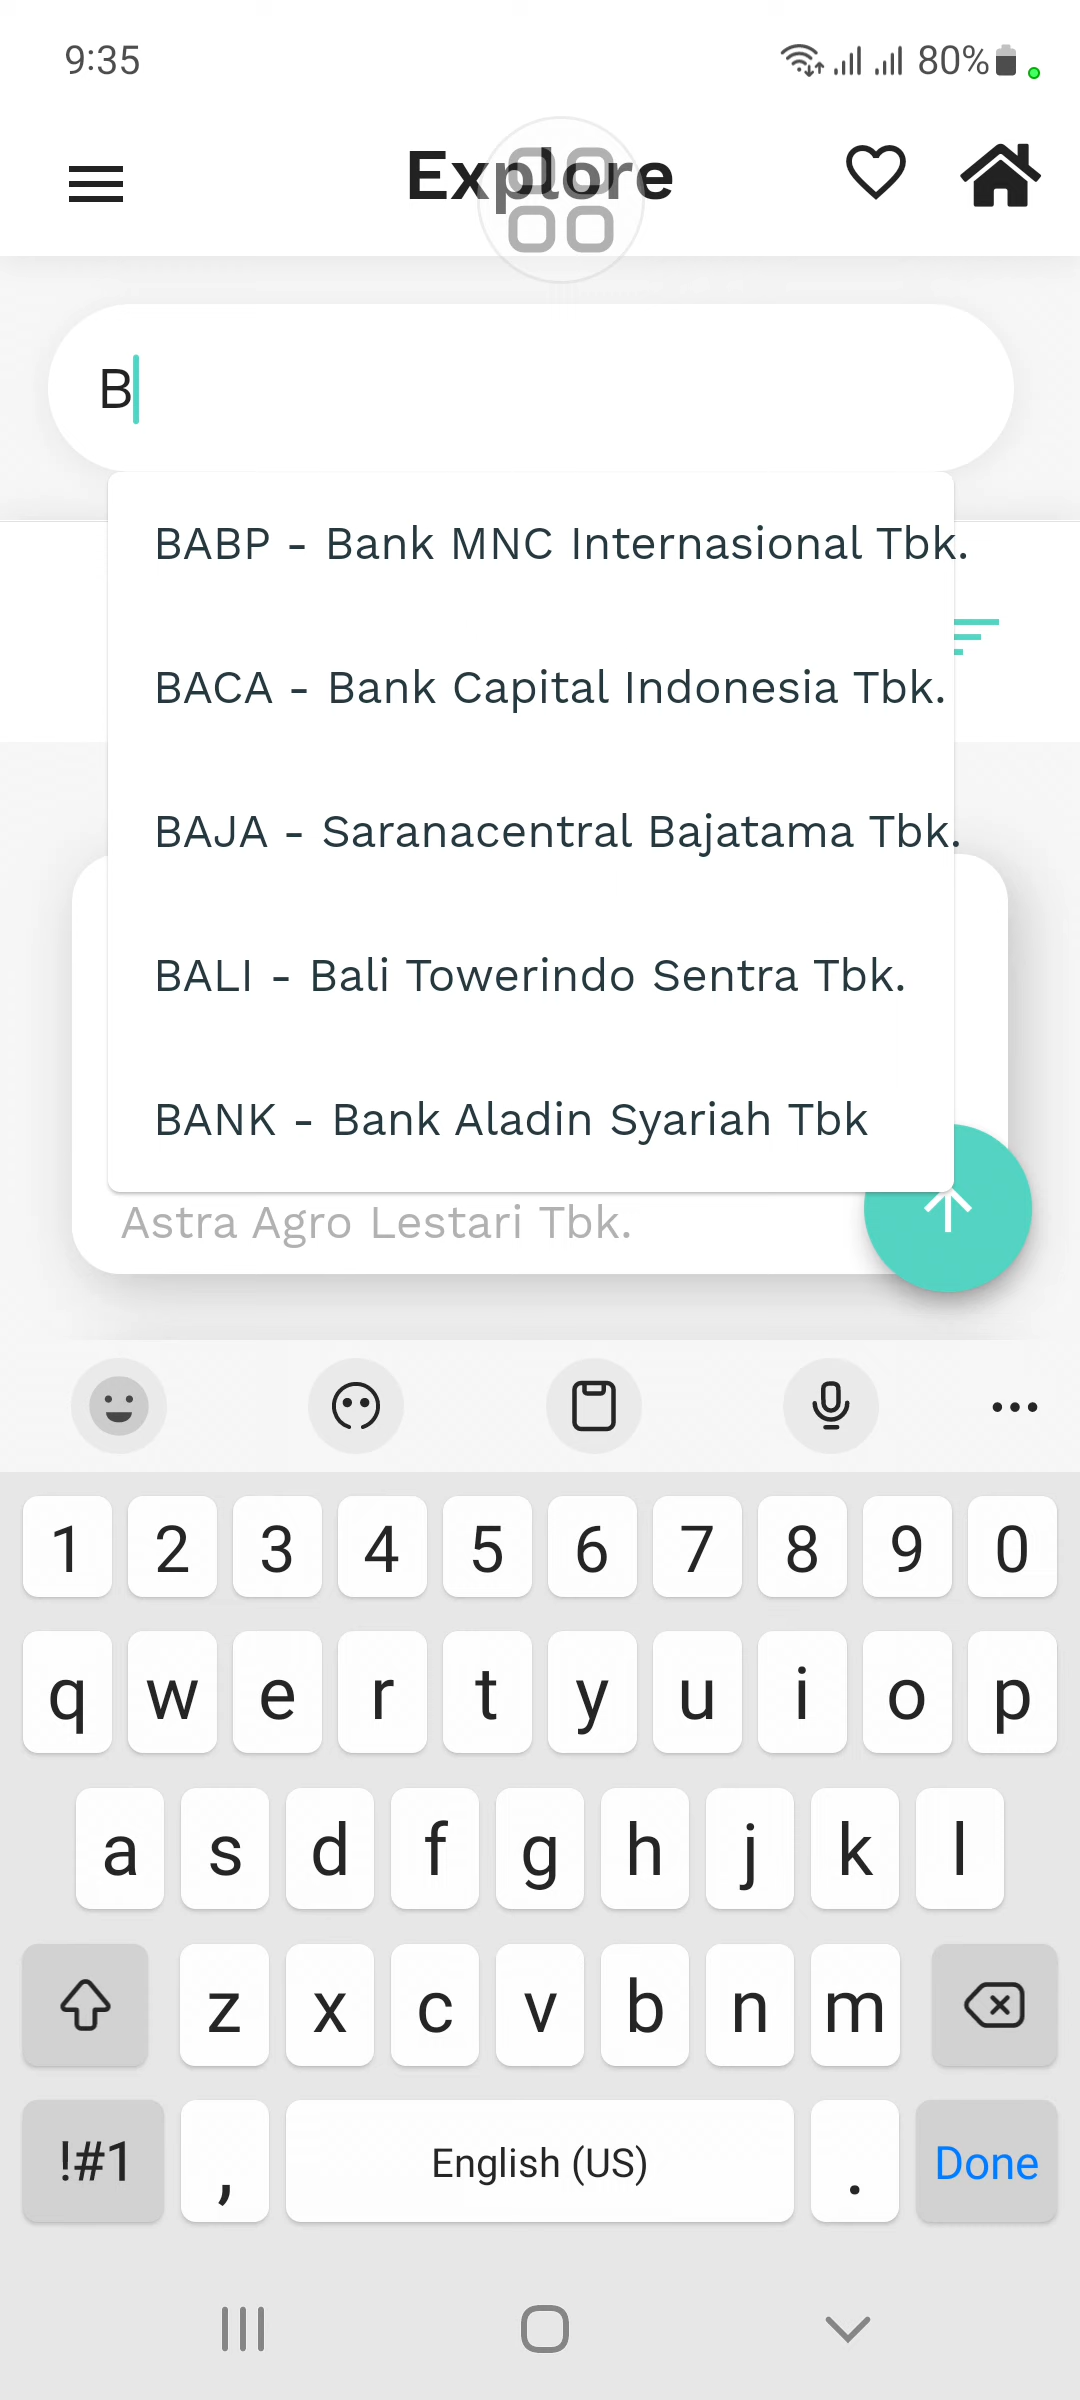 9:35
80%
Explore
B
BABP - Bank MNC Internasional Tbk.
BACA - Bank Capital Indonesia Tbk.
BAJA - Saranacentral Bajatama Tbk.
BALI - Bali Towerindo Sentra Tbk.
BANK - Bank Aladin Syariah Tbk
Astra Agro Lestari Tbk.
1 2 3 4 5 6 7 8 9 0
q w e r t y u i o p
a s d f g h j k l
z x c v b n m
!#1 , English (US) . Done